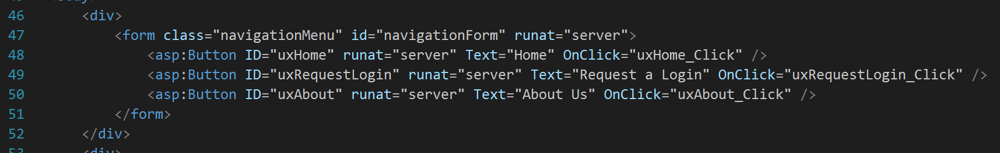 46 <div>
47 <form class="navigationMenu" id="navigationForm" runat="server">
48 <asp:Button ID="uxHome" runat="server" Text="Home" OnClick="uxHome_Click" />
49 <asp:Button ID="uxRequestLogin" runat="server" Text="Request a Login" OnClick="uxRequestLogin_Click" />
50 <asp:Button ID="uxAbout" runat="server" Text="About Us" OnClick="uxAbout_Click" />
51 </form>
52 </div>
53 <div>